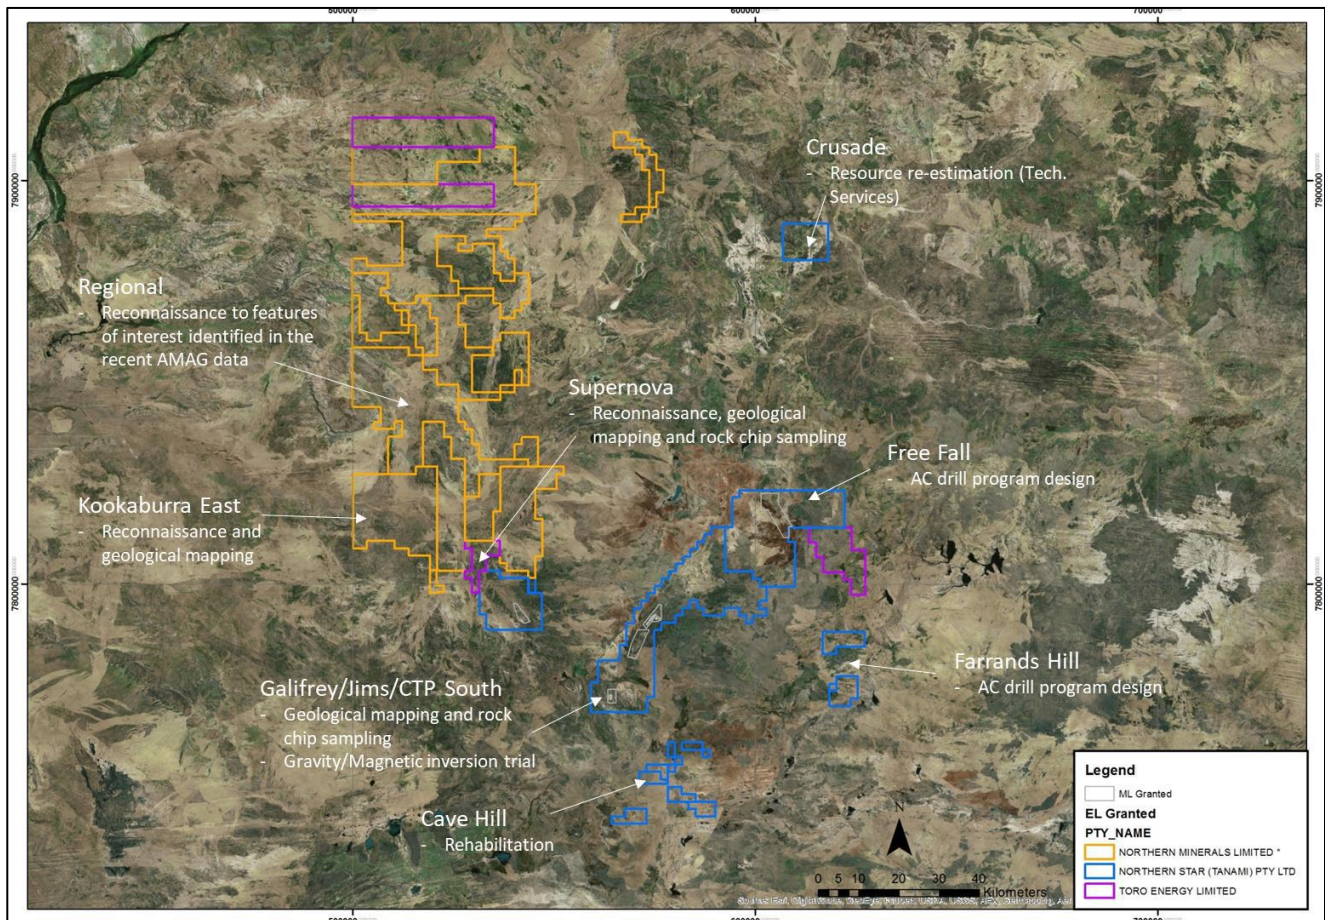 500000
600000
700000
7900000
7900000
Crusade
- Resource re-estimation (Tech.
Services)
Regional
- Reconnaissance to features
of interest identified in the
recent AMAG data
Supernova
- Reconnaissance, geological
mapping and rock chip sampling
Free Fall
- AC drill program design
Kookaburra East
- Reconnaissance and
geological mapping
7800000
7800000
Galifrey/Jims/CTP South
- Geological mapping and rock
chip sampling
- Gravity/Magnetic inversion trial
Farrands Hill
- AC drill program design
Cave Hill
- Rehabilitation
N
0 5 10 20 30 40
Kilometers
Legend
ML Granted
EL Granted
PTY_NAME
NORTHERN MINERALS LIMITED *
NORTHERN STAR (TANAMI) PTY LTD
TORO ENERGY LIMITED
500000
600000
700000